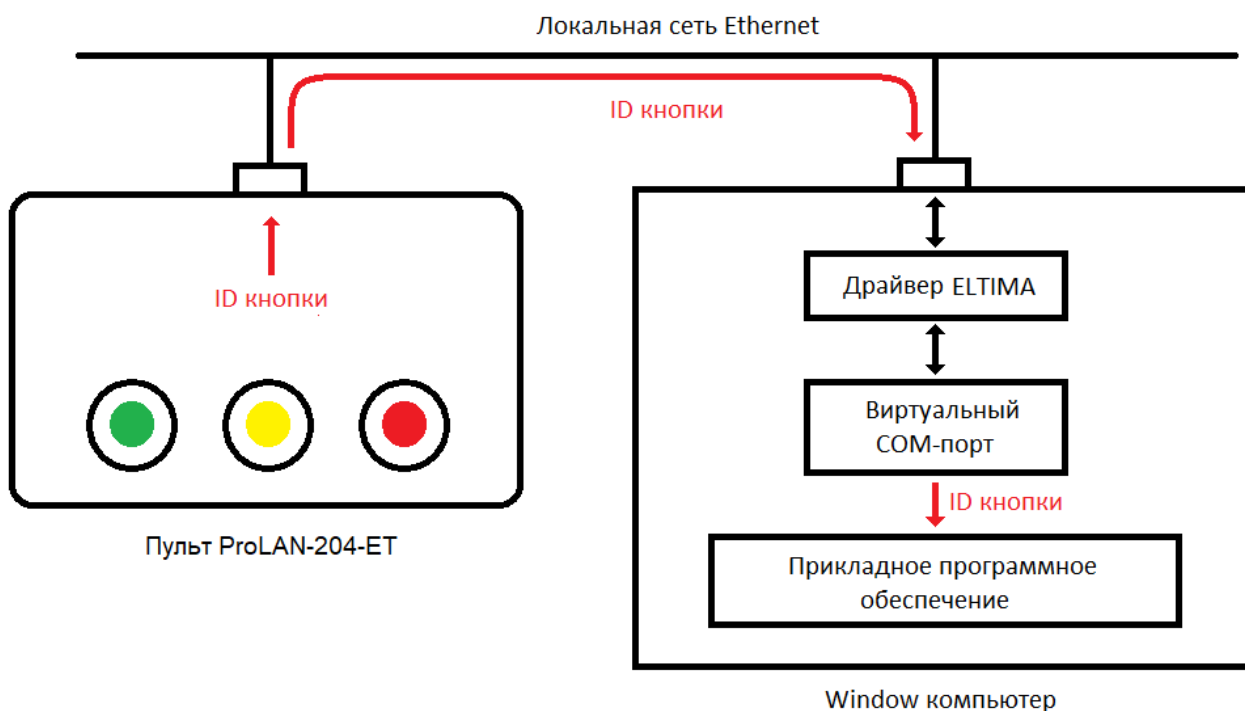 Локальная сеть Ethernet
ID кнопки
ID кнопки
Пульт ProLAN-204-ET
Драйвер ELTIMA
Виртуальный
COM-порт
ID кнопки
Прикладное программное
обеспечение
Window компьютер